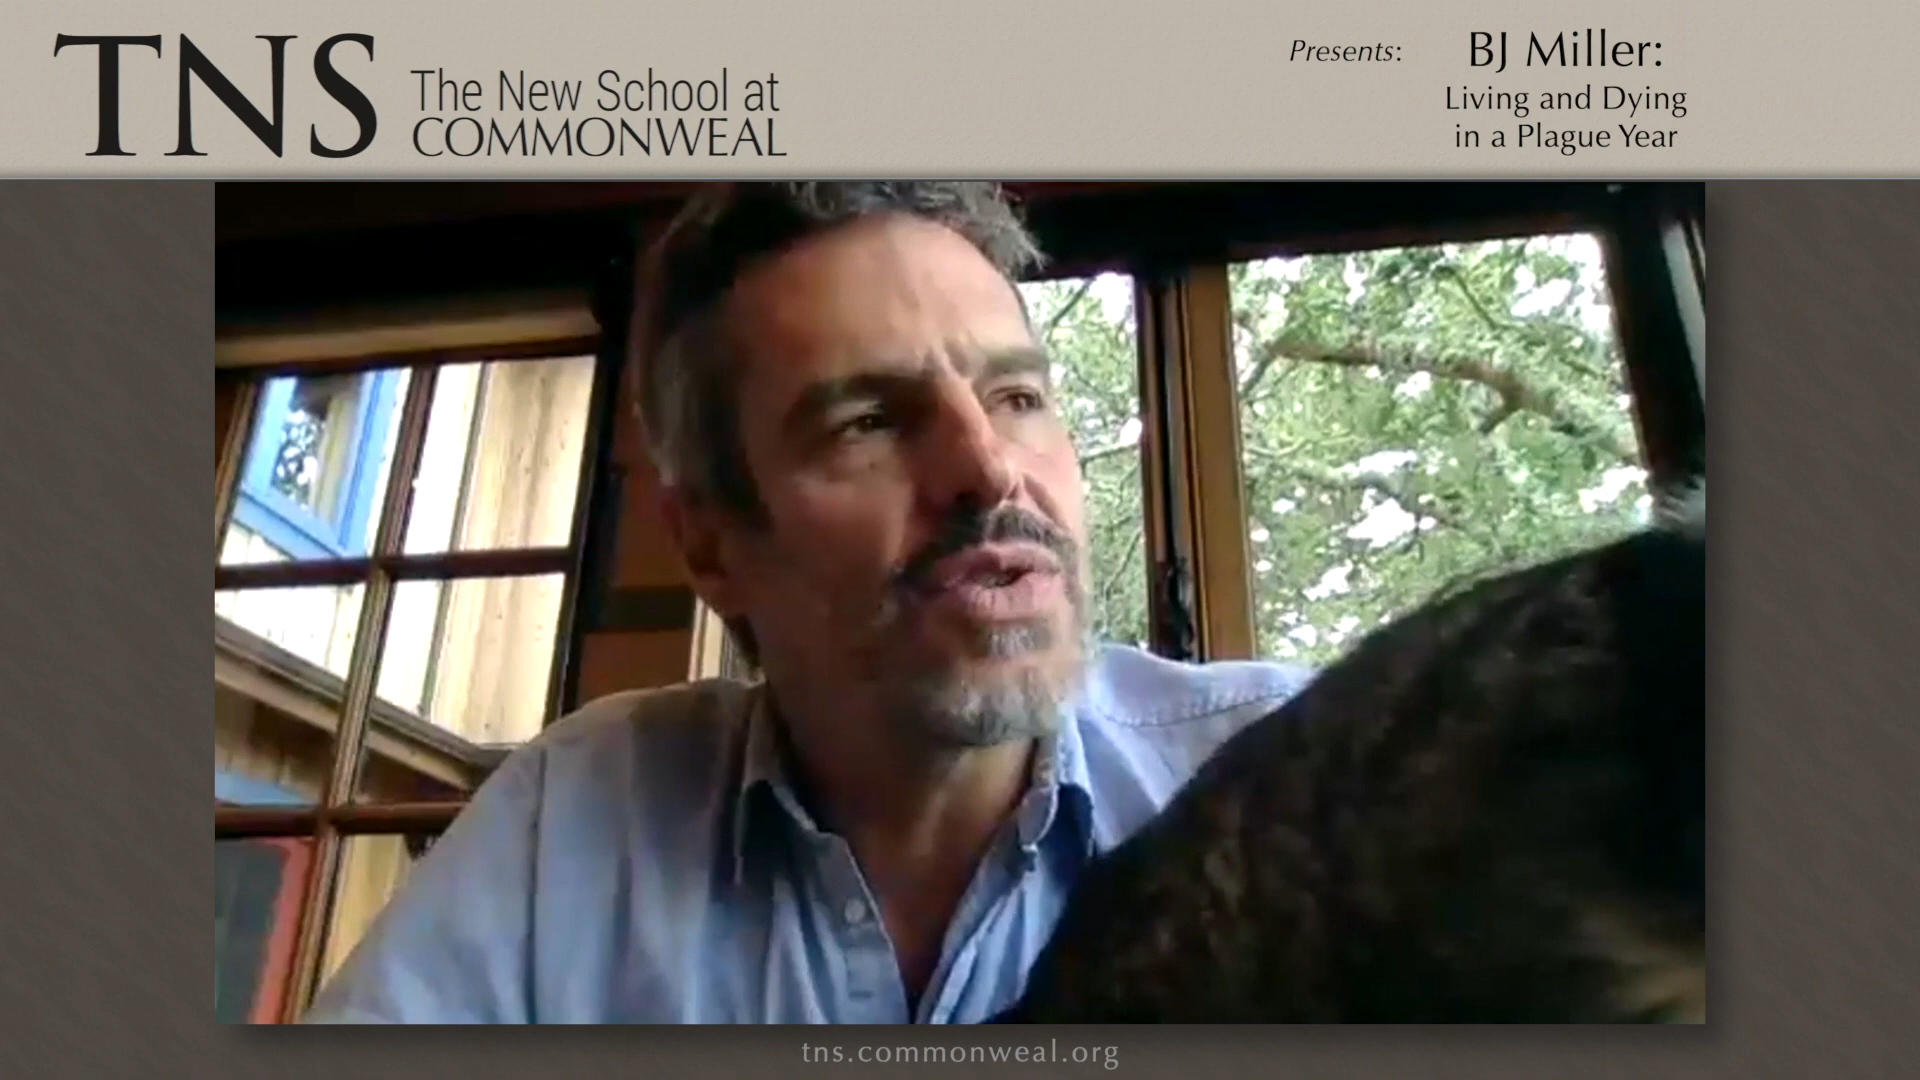 TNS
The New School at
COMMONWEAL
Presents:
BJ Miller:
Living and Dying
in a Plague Year
tns.commonweal.org